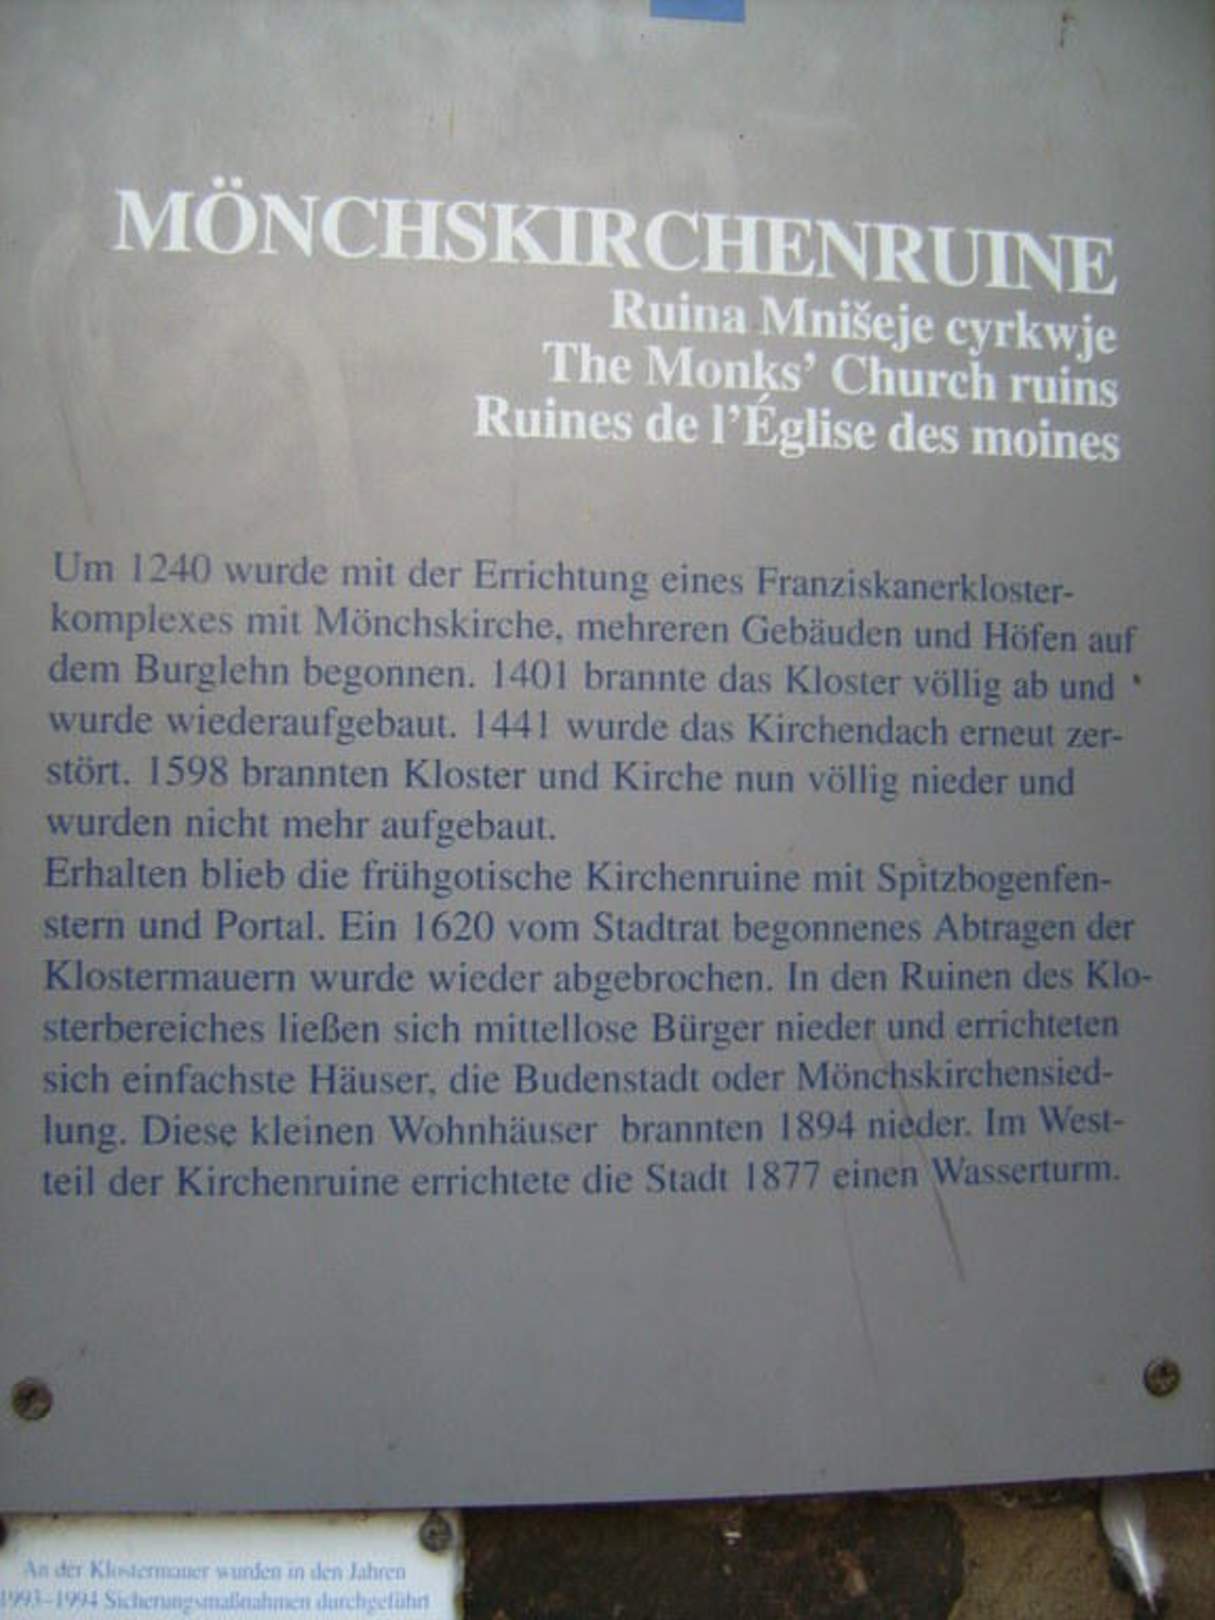 MÖNCHSKIRCHENRUINE
Ruina Mnišeje cyrkwje
The Monks’ Church ruins
Ruines de l’Église des moines
Um 1240 wurde mit der Errichtung eines Franziskanerkloster-
komplexes mit Mönchskirche, mehreren Gebäuden und Höfen auf
dem Burglehn begonnen. 1401 brannte das Kloster völlig ab und
wurde wiederaufgebaut. 1441 wurde das Kirchendach erneut zer-
stört. 1598 brannten Kloster und Kirche nun völlig nieder und
wurden nicht mehr aufgebaut.
Erhalten blieb die frühgotische Kirchenruine mit Spitzbogenfen-
stern und Portal. Ein 1620 vom Stadtrat begonnenes Abtragen der
Klostermauern wurde wieder abgebrochen. In den Ruinen des Klo-
sterbereiches ließen sich mittellose Bürger nieder und errichteten
sich einfachste Häuser, die Budenstadt oder Mönchskirchensied-
lung. Diese kleinen Wohnhäuser brannten 1894 nieder. Im West-
teil der Kirchenruine errichtete die Stadt 1877 einen Wasserturm.
An der Klostermauer wurden in den Jahren
1993–1994 Sicherungsmaßnahmen durchgeführt